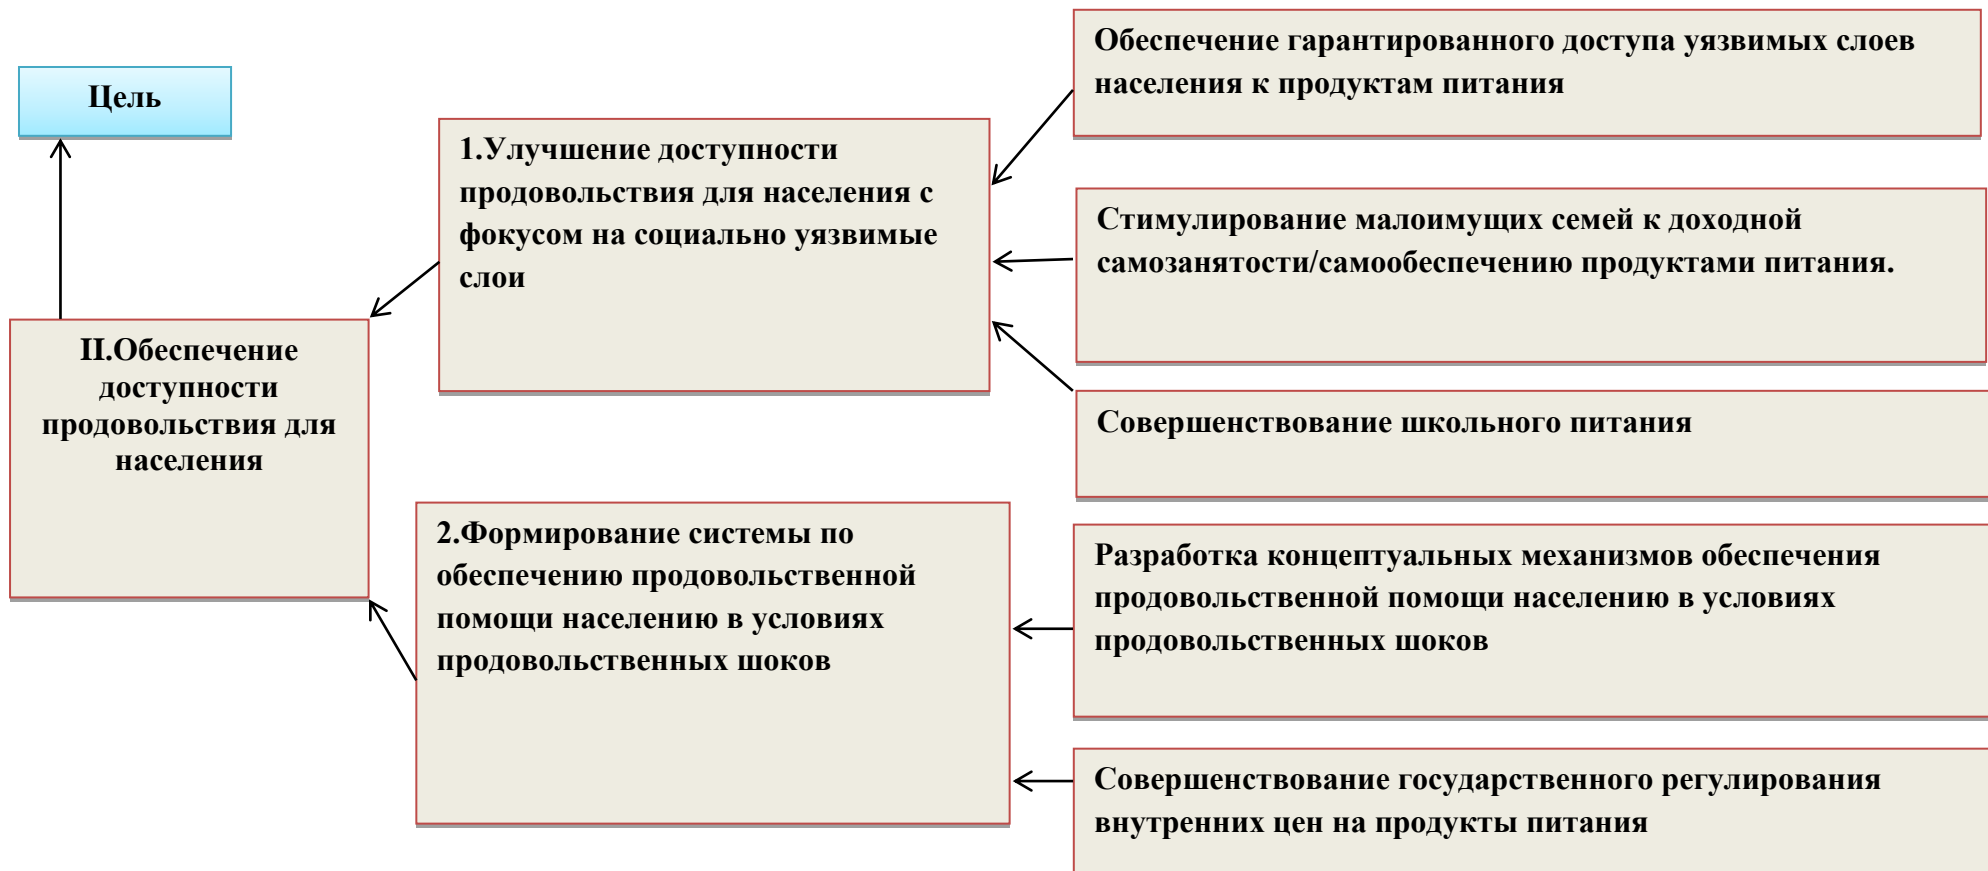 Цель
II.Обеспечение
доступности
продовольствия для
населения
1.Улучшение доступности
продовольствия для населения с
фокусом на социально уязвимые
слои
2.Формирование системы по
обеспечению продовольственной
помощи населению в условиях
продовольственных шоков
Обеспечение гарантированного доступа уязвимых слоев
населения к продуктам питания
Стимулирование малоимущих семей к доходной
самозанятости/самообеспечению продуктами питания.
Совершенствование школьного питания
Разработка концептуальных механизмов обеспечения
продовольственной помощи населению в условиях
продовольственных шоков
Совершенствование государственного регулирования
внутренних цен на продукты питания